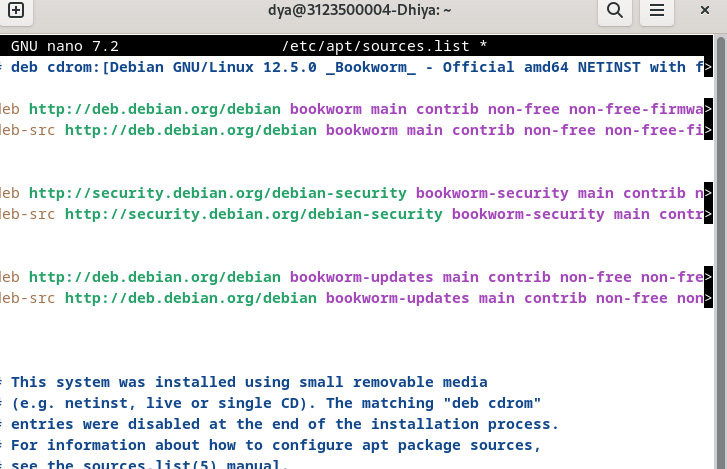 dya@3123500004-Dhiya: ~
GNU nano 7.2 /etc/apt/sources.list *
# deb cdrom:[Debian GNU/Linux 12.5.0 _Bookworm_ - Official amd64 NETINST with f>
deb http://deb.debian.org/debian bookworm main contrib non-free non-free-firmwa>
deb-src http://deb.debian.org/debian bookworm main contrib non-free non-free-fi>
deb http://security.debian.org/debian-security bookworm-security main contrib n>
deb-src http://security.debian.org/debian-security bookworm-security main contr>
deb http://deb.debian.org/debian bookworm-updates main contrib non-free non-fre>
deb-src http://deb.debian.org/debian bookworm-updates main contrib non-free non>
# This system was installed using small removable media
# (e.g. netinst, live or single CD). The matching "deb cdrom"
# entries were disabled at the end of the installation process.
# For information about how to configure apt package sources,
# see the sources.list(5) manual.